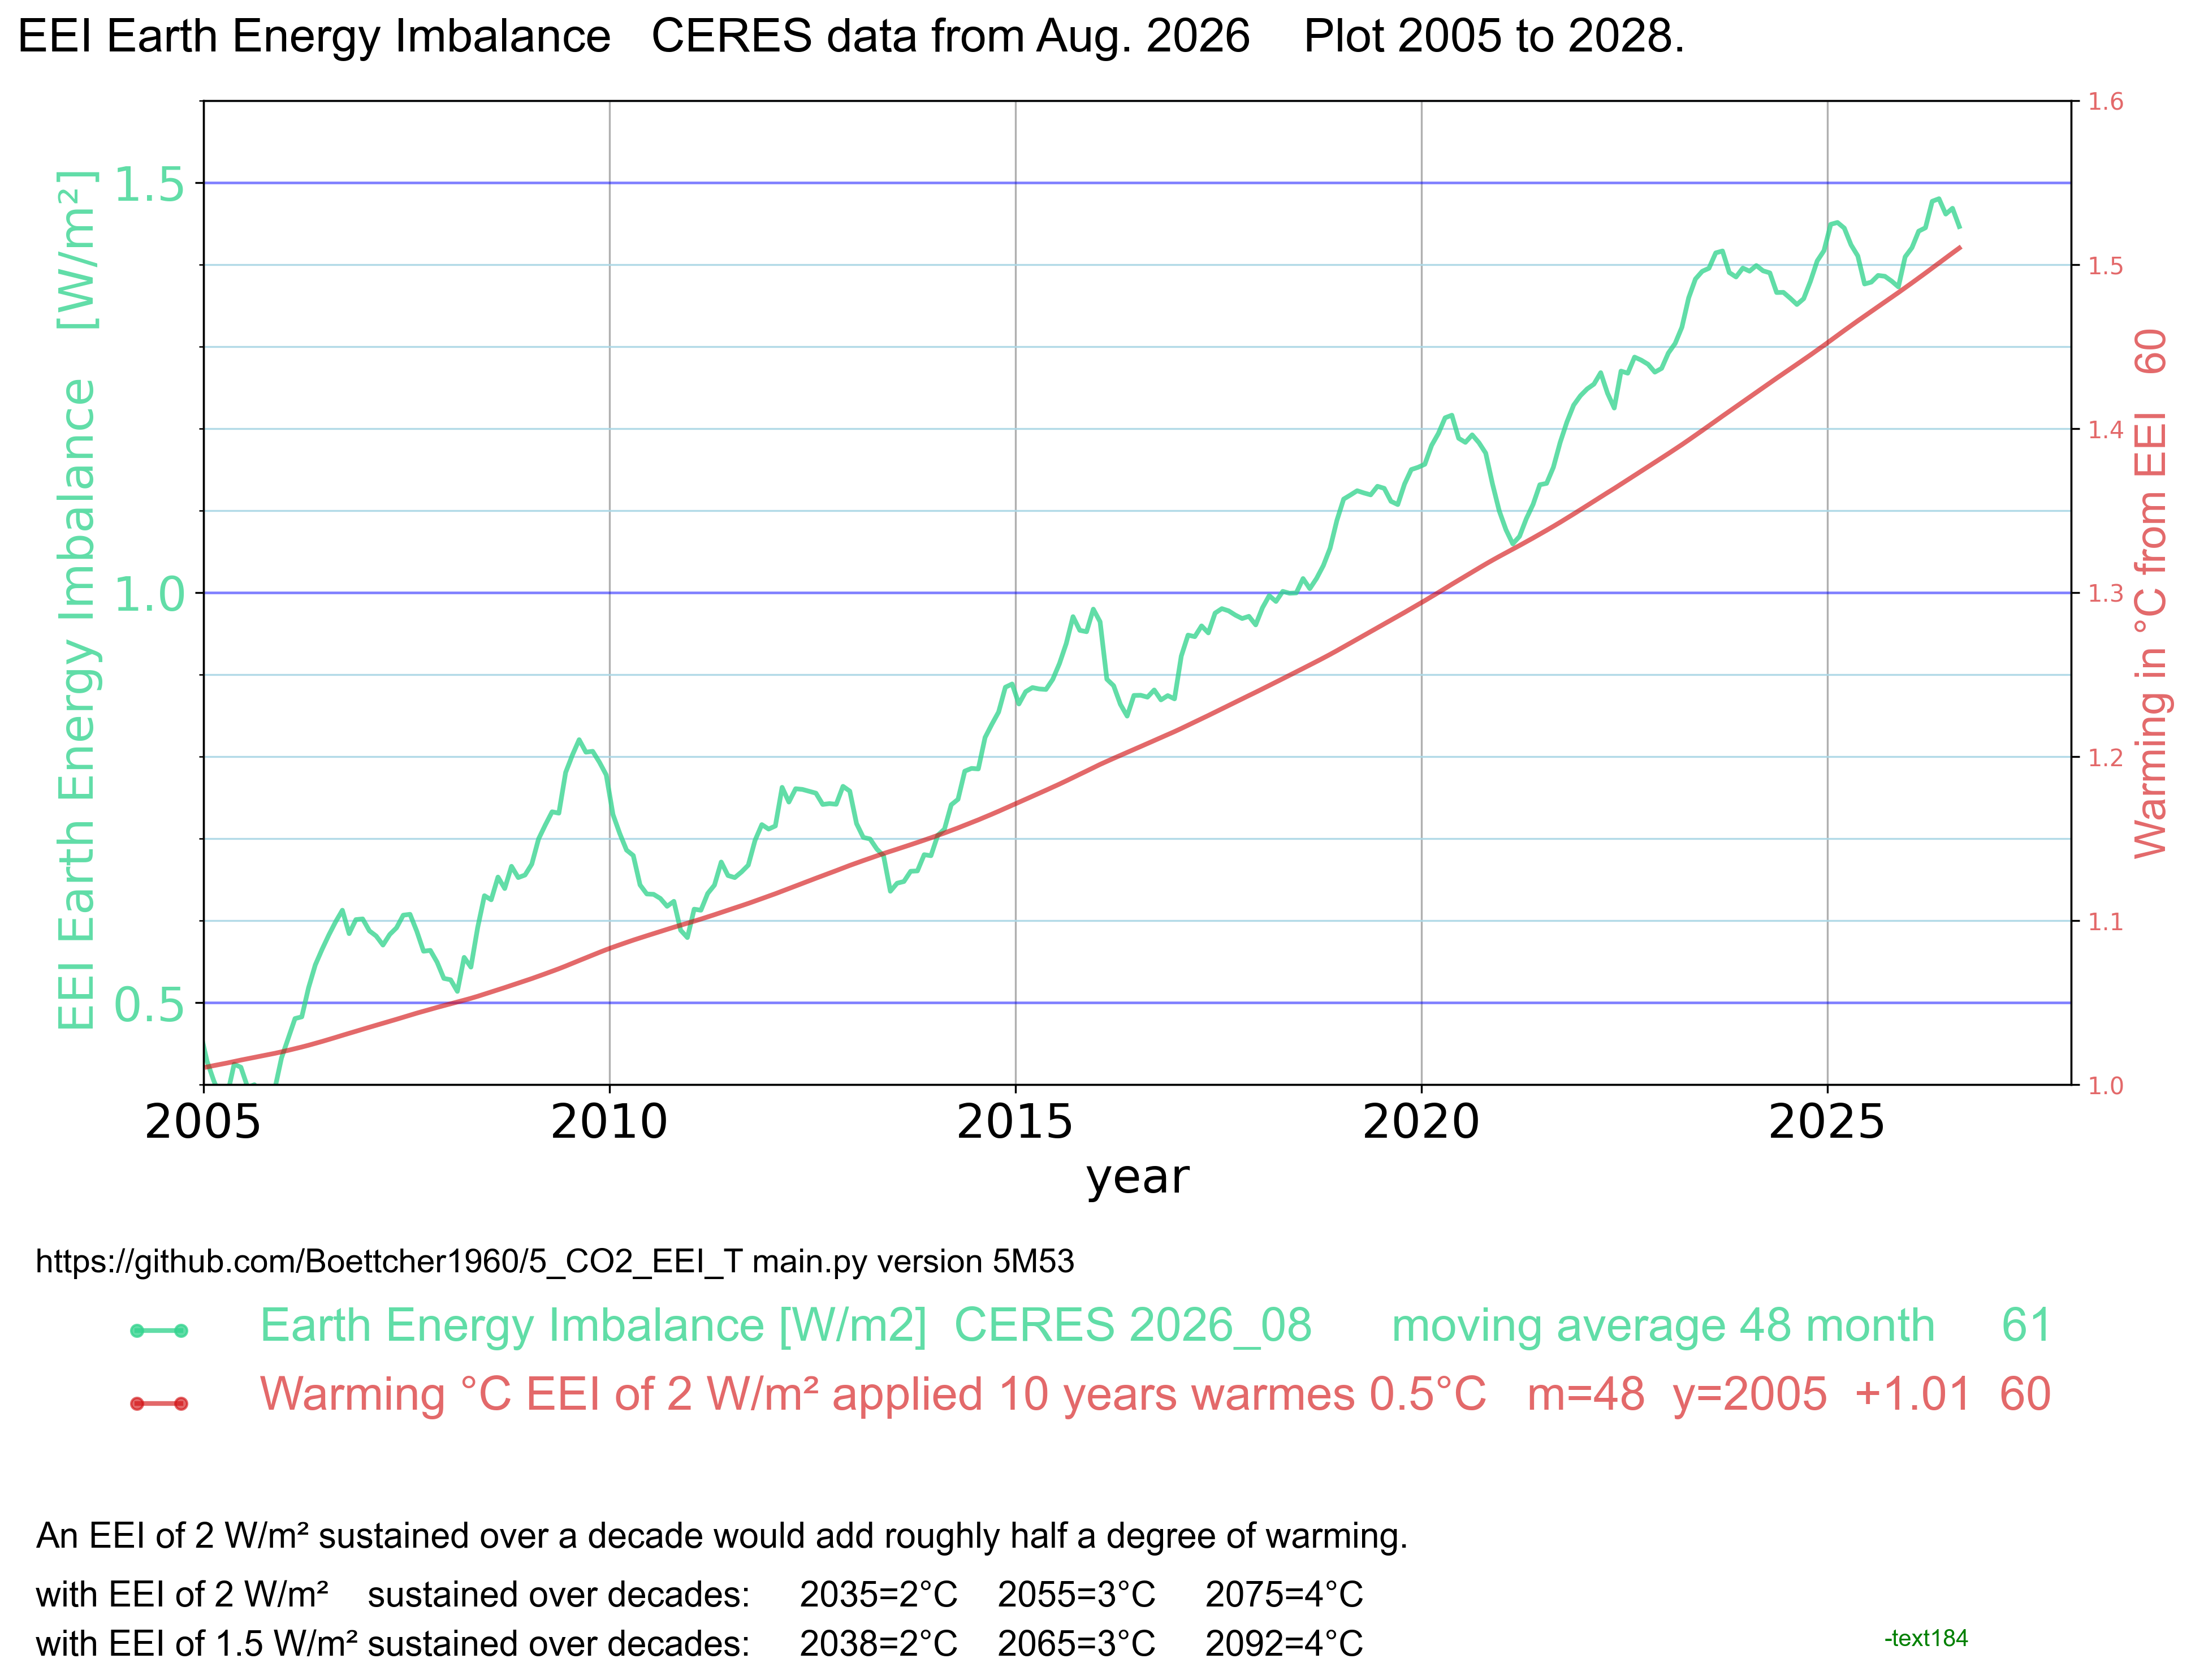 EEI Earth Energy Imbalance   CERES data from Aug. 2026    Plot 2005 to 2028.
EEI Earth Energy Imbalance   [W/m²]
1.5
1.0
0.5
1.6
1.5
1.4
1.3
1.2
1.1
1.0
Warming in °C from EEI   60
2005
2010
2015
2020
2025
year
https://github.com/Boettcher1960/5_CO2_EEI_T main.py version 5M53
Earth Energy Imbalance [W/m2]  CERES 2026_08      moving average 48 month     61
Warming °C EEI of 2 W/m² applied 10 years warmes 0.5°C   m=48  y=2005  +1.01  60
An EEI of 2 W/m² sustained over a decade would add roughly half a degree of warming.
with EEI of 2 W/m²    sustained over decades:     2035=2°C    2055=3°C     2075=4°C
with EEI of 1.5 W/m² sustained over decades:     2038=2°C    2065=3°C     2092=4°C
-text184